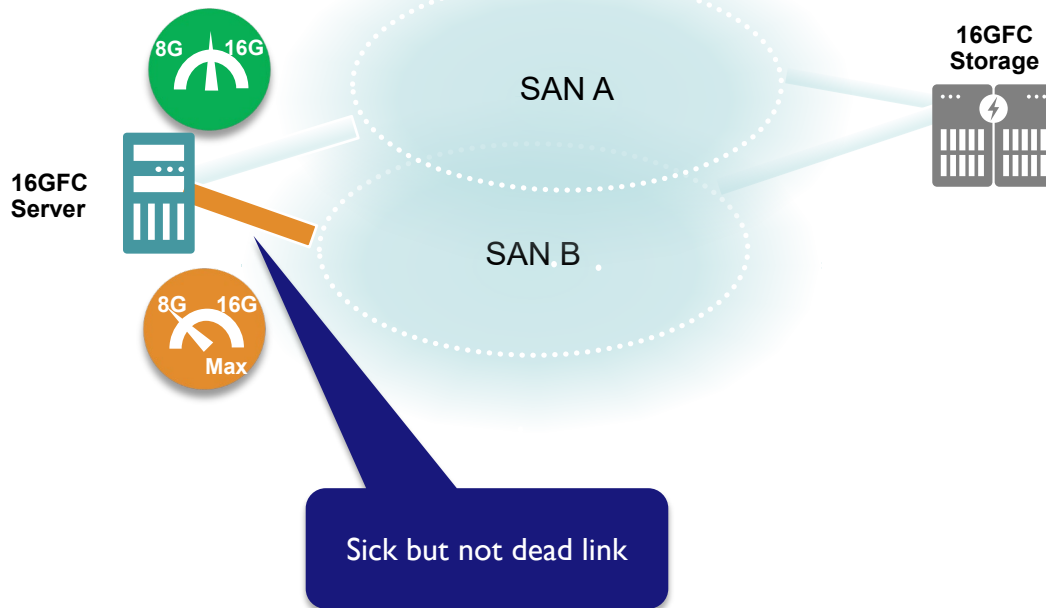 8G 16G
SAN A
16GFC
Storage
16GFC
Server
SAN B
8G 16G
Max
Sick but not dead link